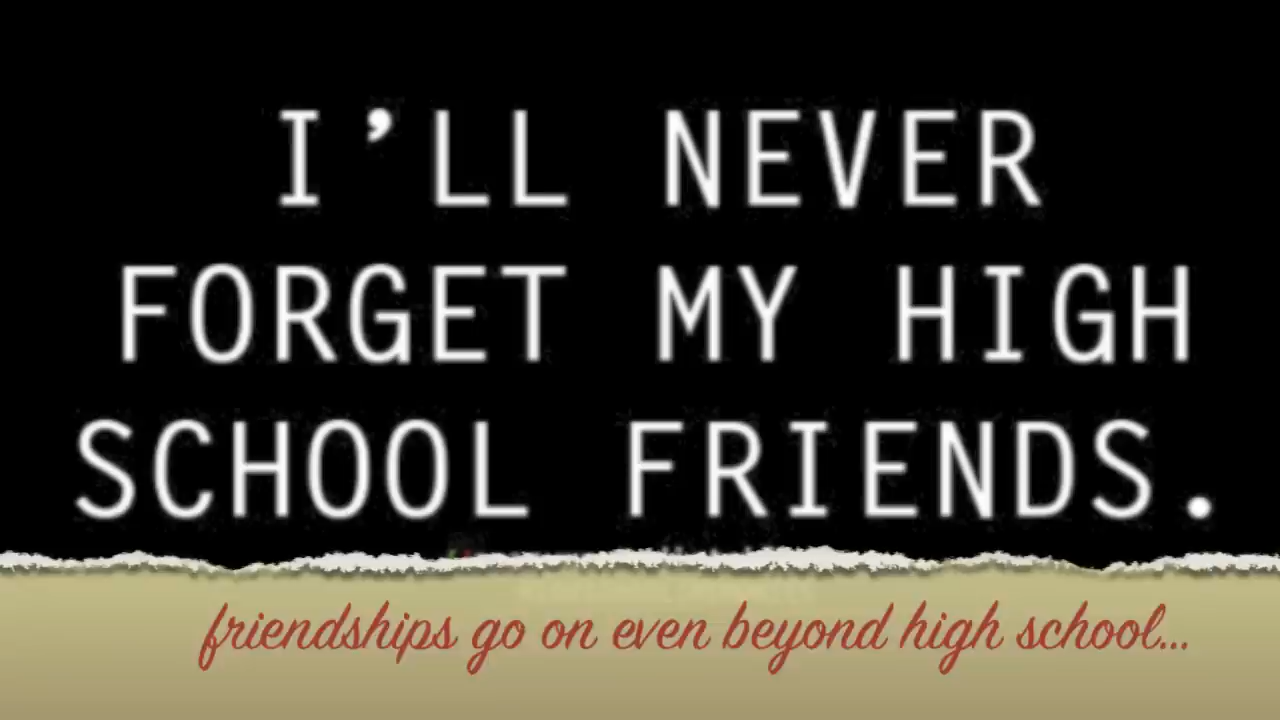 I’LL NEVER
FORGET MY HIGH
SCHOOL FRIENDS.
friendships go on even beyond high school...